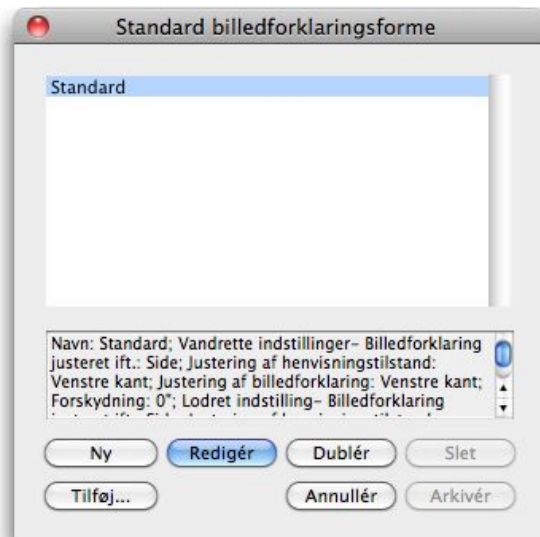 Standard billedforklaringsforme
Standard
Navn: Standard; Vandrette indstillinger– Billedforklaring
justeret ift.: Side; Justering af henvisningstilstand:
Venstre kant; Justering af billedforklaring: Venstre kant;
Forskydning: 0"; Lodret indstilling– Billedforklaring
Ny Redigér Dublér Slet
Tilføj... Annullér Arkivér